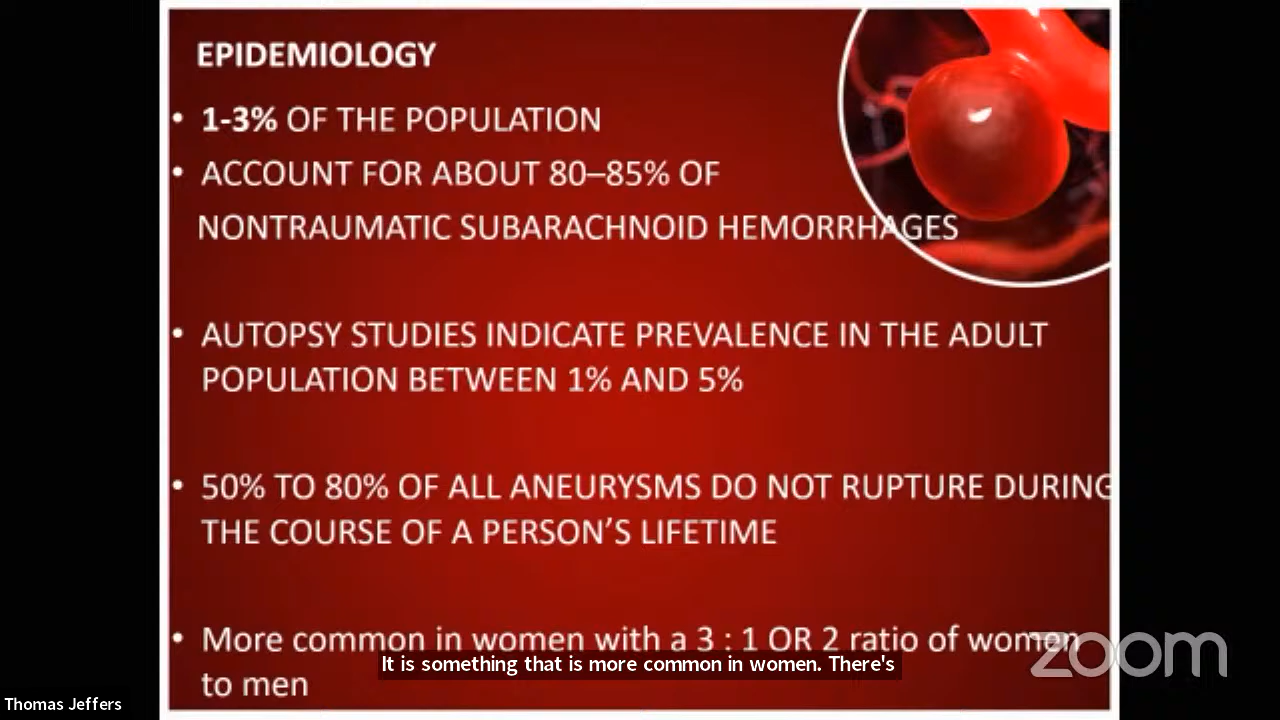 EPIDEMIOLOGY
• 1-3% OF THE POPULATION
• ACCOUNT FOR ABOUT 80–85% OF
NONTRAUMATIC SUBARACHNOID HEMORRHAGES
• AUTOPSY STUDIES INDICATE PREVALENCE IN THE ADULT
POPULATION BETWEEN 1% AND 5%
• 50% TO 80% OF ALL ANEURYSMS DO NOT RUPTURE DURING
THE COURSE OF A PERSON’S LIFETIME
• More common in women with a 3 : 1 OR 2 ratio of women
to men
It is something that is more common in women. There's
zoom
Thomas Jeffers